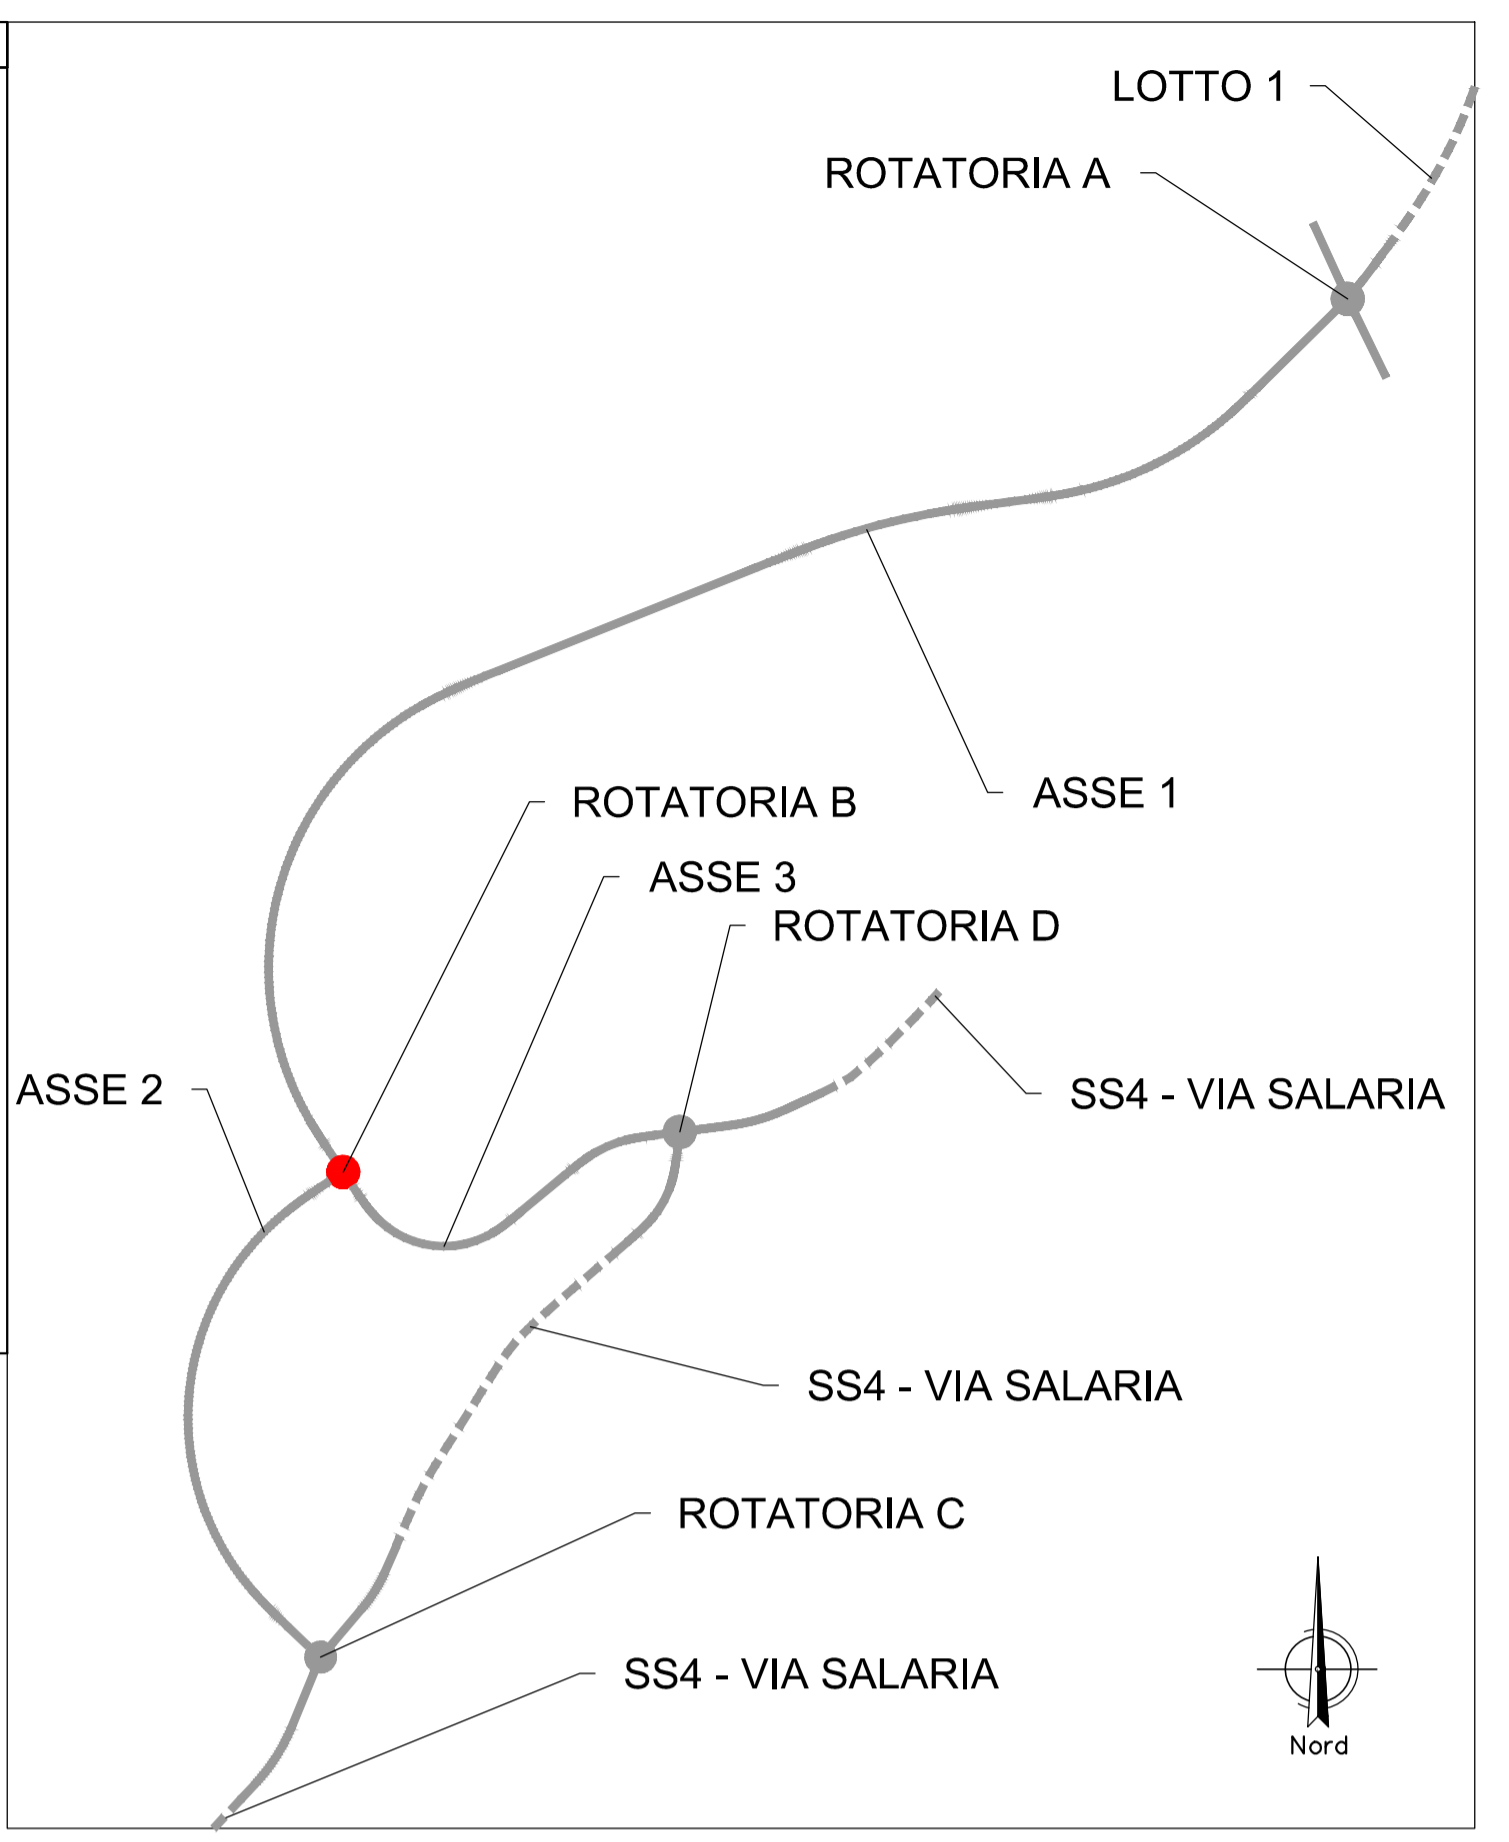 LOTTO 1
ROTATORIA A
ASSE 1
ROTATORIA B
ASSE 3
ROTATORIA D
ASSE 2
SS4 - VIA SALARIA
SS4 - VIA SALARIA
ROTATORIA C
SS4 - VIA SALARIA
Nord